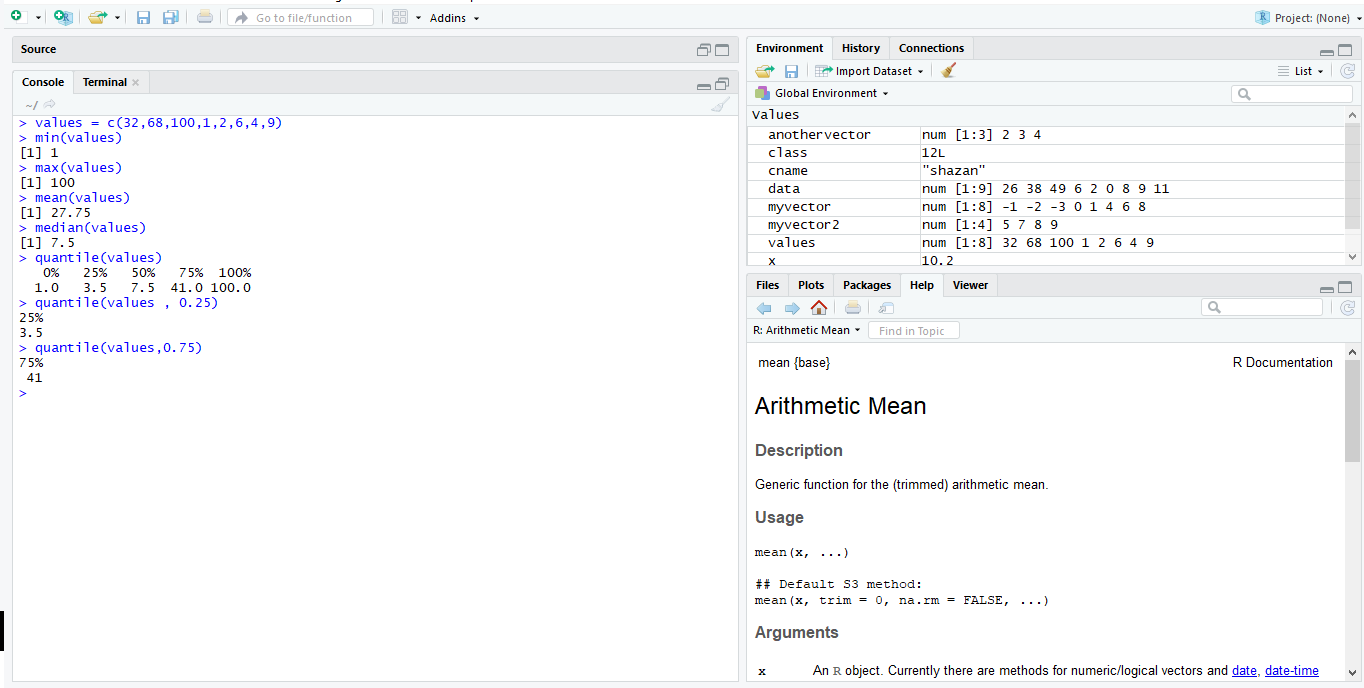 Go to file/function
Addins
Project: (None)
Source
Console Terminal
~/
> values = c(32,68,100,1,2,6,4,9)
> min(values)
[1] 1
> max(values)
[1] 100
> mean(values)
[1] 27.75
> median(values)
[1] 7.5
> quantile(values)
0% 25% 50% 75% 100%
1.0 3.5 7.5 41.0 100.0
> quantile(values , 0.25)
25%
3.5
> quantile(values,0.75)
75%
41
>
Environment History Connections
Import Dataset List
Global Environment
Values
anothervector num [1:3] 2 3 4
class 12L
cname "shazan"
data num [1:9] 26 38 49 6 2 0 8 9 11
myvector num [1:8] -1 -2 -3 0 1 4 6 8
myvector2 num [1:4] 5 7 8 9
values num [1:8] 32 68 100 1 2 6 4 9
x 10.2
Files Plots Packages Help Viewer
R: Arithmetic Mean Find in Topic
mean {base} R Documentation
Arithmetic Mean
Description
Generic function for the (trimmed) arithmetic mean.
Usage
mean(x, ...)
## Default S3 method:
mean(x, trim = 0, na.rm = FALSE, ...)
Arguments
x An R object. Currently there are methods for numeric/logical vectors and date, date-time